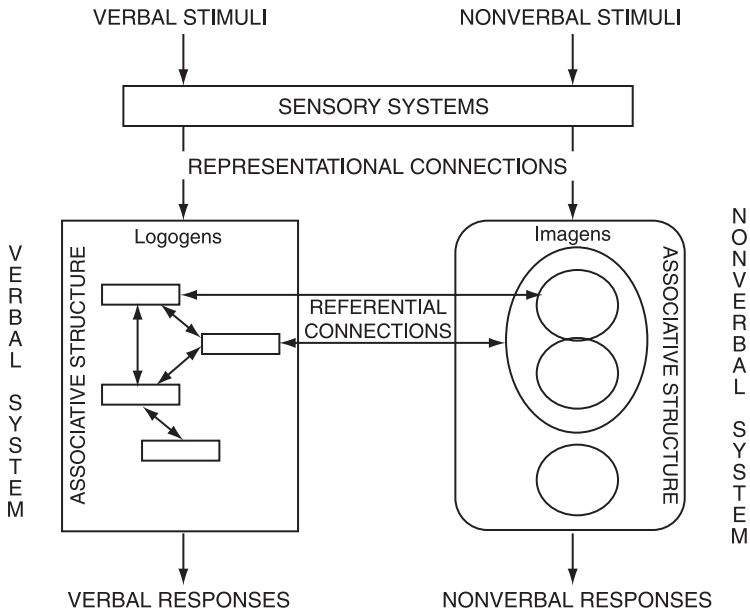 VERBAL STIMULI
NONVERBAL STIMULI
SENSORY SYSTEMS
REPRESENTATIONAL CONNECTIONS
VERBAL SYSTEM
ASSOCIATIVE STRUCTURE
Logogens
REFERENTIAL
CONNECTIONS
Imagens
ASSOCIATIVE STRUCTURE
NONVERBAL SYSTEM
VERBAL RESPONSES
NONVERBAL RESPONSES